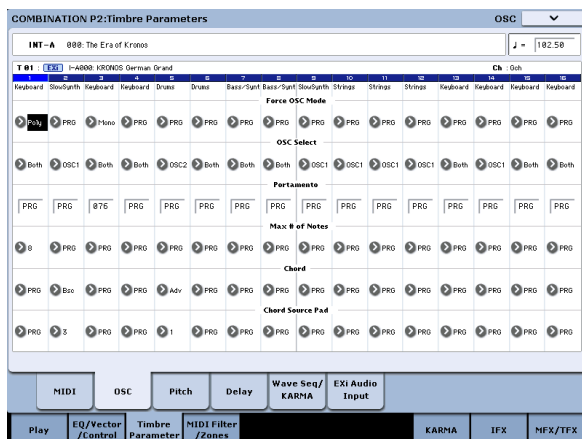 COMBINATION P2:Timbre Parameters OSC
INT-A 000: The Era of Kronos ♩ = 102.50
T 01 : EXi I-A000: KRONOS German Grand Ch : Gch
1 2 3 4 5 6 7 8 9 10 11 12 13 14 15 16
Keyboard SlowSynth Keyboard Keyboard Drums Drums Bass/Synt Bass/Synt SlowSynth Strings Strings Strings Keyboard Keyboard Keyboard Keyboard
Force OSC Mode
Poly PRG Mono PRG PRG PRG PRG PRG PRG PRG PRG PRG PRG PRG PRG PRG
OSC Select
Both OSC1 Both Both OSC2 Both Both Both OSC1 OSC1 OSC1 OSC1 Both Both Both Both
Portamento
PRG PRG 076 PRG PRG PRG PRG PRG PRG PRG PRG PRG PRG PRG PRG PRG
Max # of Notes
8 PRG PRG PRG PRG PRG PRG PRG PRG PRG PRG PRG PRG PRG PRG PRG
Chord
PRG Bsc PRG PRG Adv PRG PRG PRG PRG PRG PRG PRG PRG PRG PRG PRG
Chord Source Pad
PRG 3 PRG PRG 1 PRG PRG PRG PRG PRG PRG PRG PRG PRG PRG PRG
MIDI OSC Pitch Delay Wave Seq/ KARMA EXi Audio Input
Play EQ/Vector /Control Timbre Parameter MIDI Filter /Zones KARMA IFX MFX/TFX